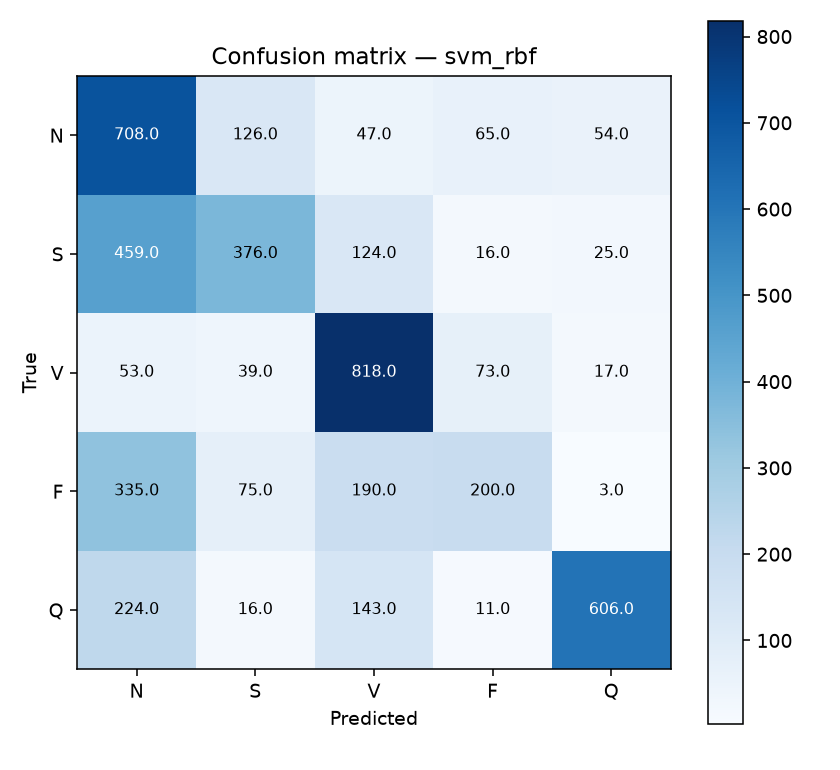 Confusion matrix — svm_rbf
True
N 708.0 126.0 47.0 65.0 54.0
S 459.0 376.0 124.0 16.0 25.0
V 53.0 39.0 818.0 73.0 17.0
F 335.0 75.0 190.0 200.0 3.0
Q 224.0 16.0 143.0 11.0 606.0
N S V F Q
Predicted
800
700
600
500
400
300
200
100